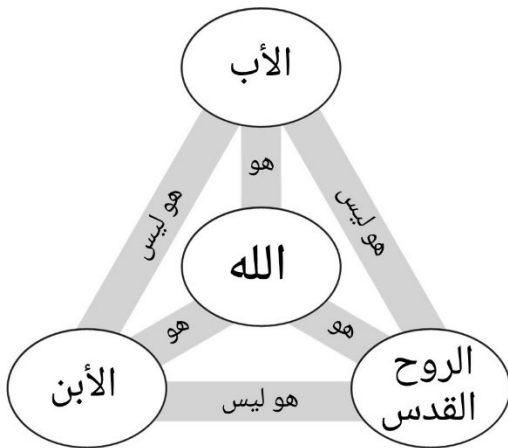 الأب
هو
هو ليس
هو ليس
الله
هو
هو
الروح
القدس
الأبن
هو ليس